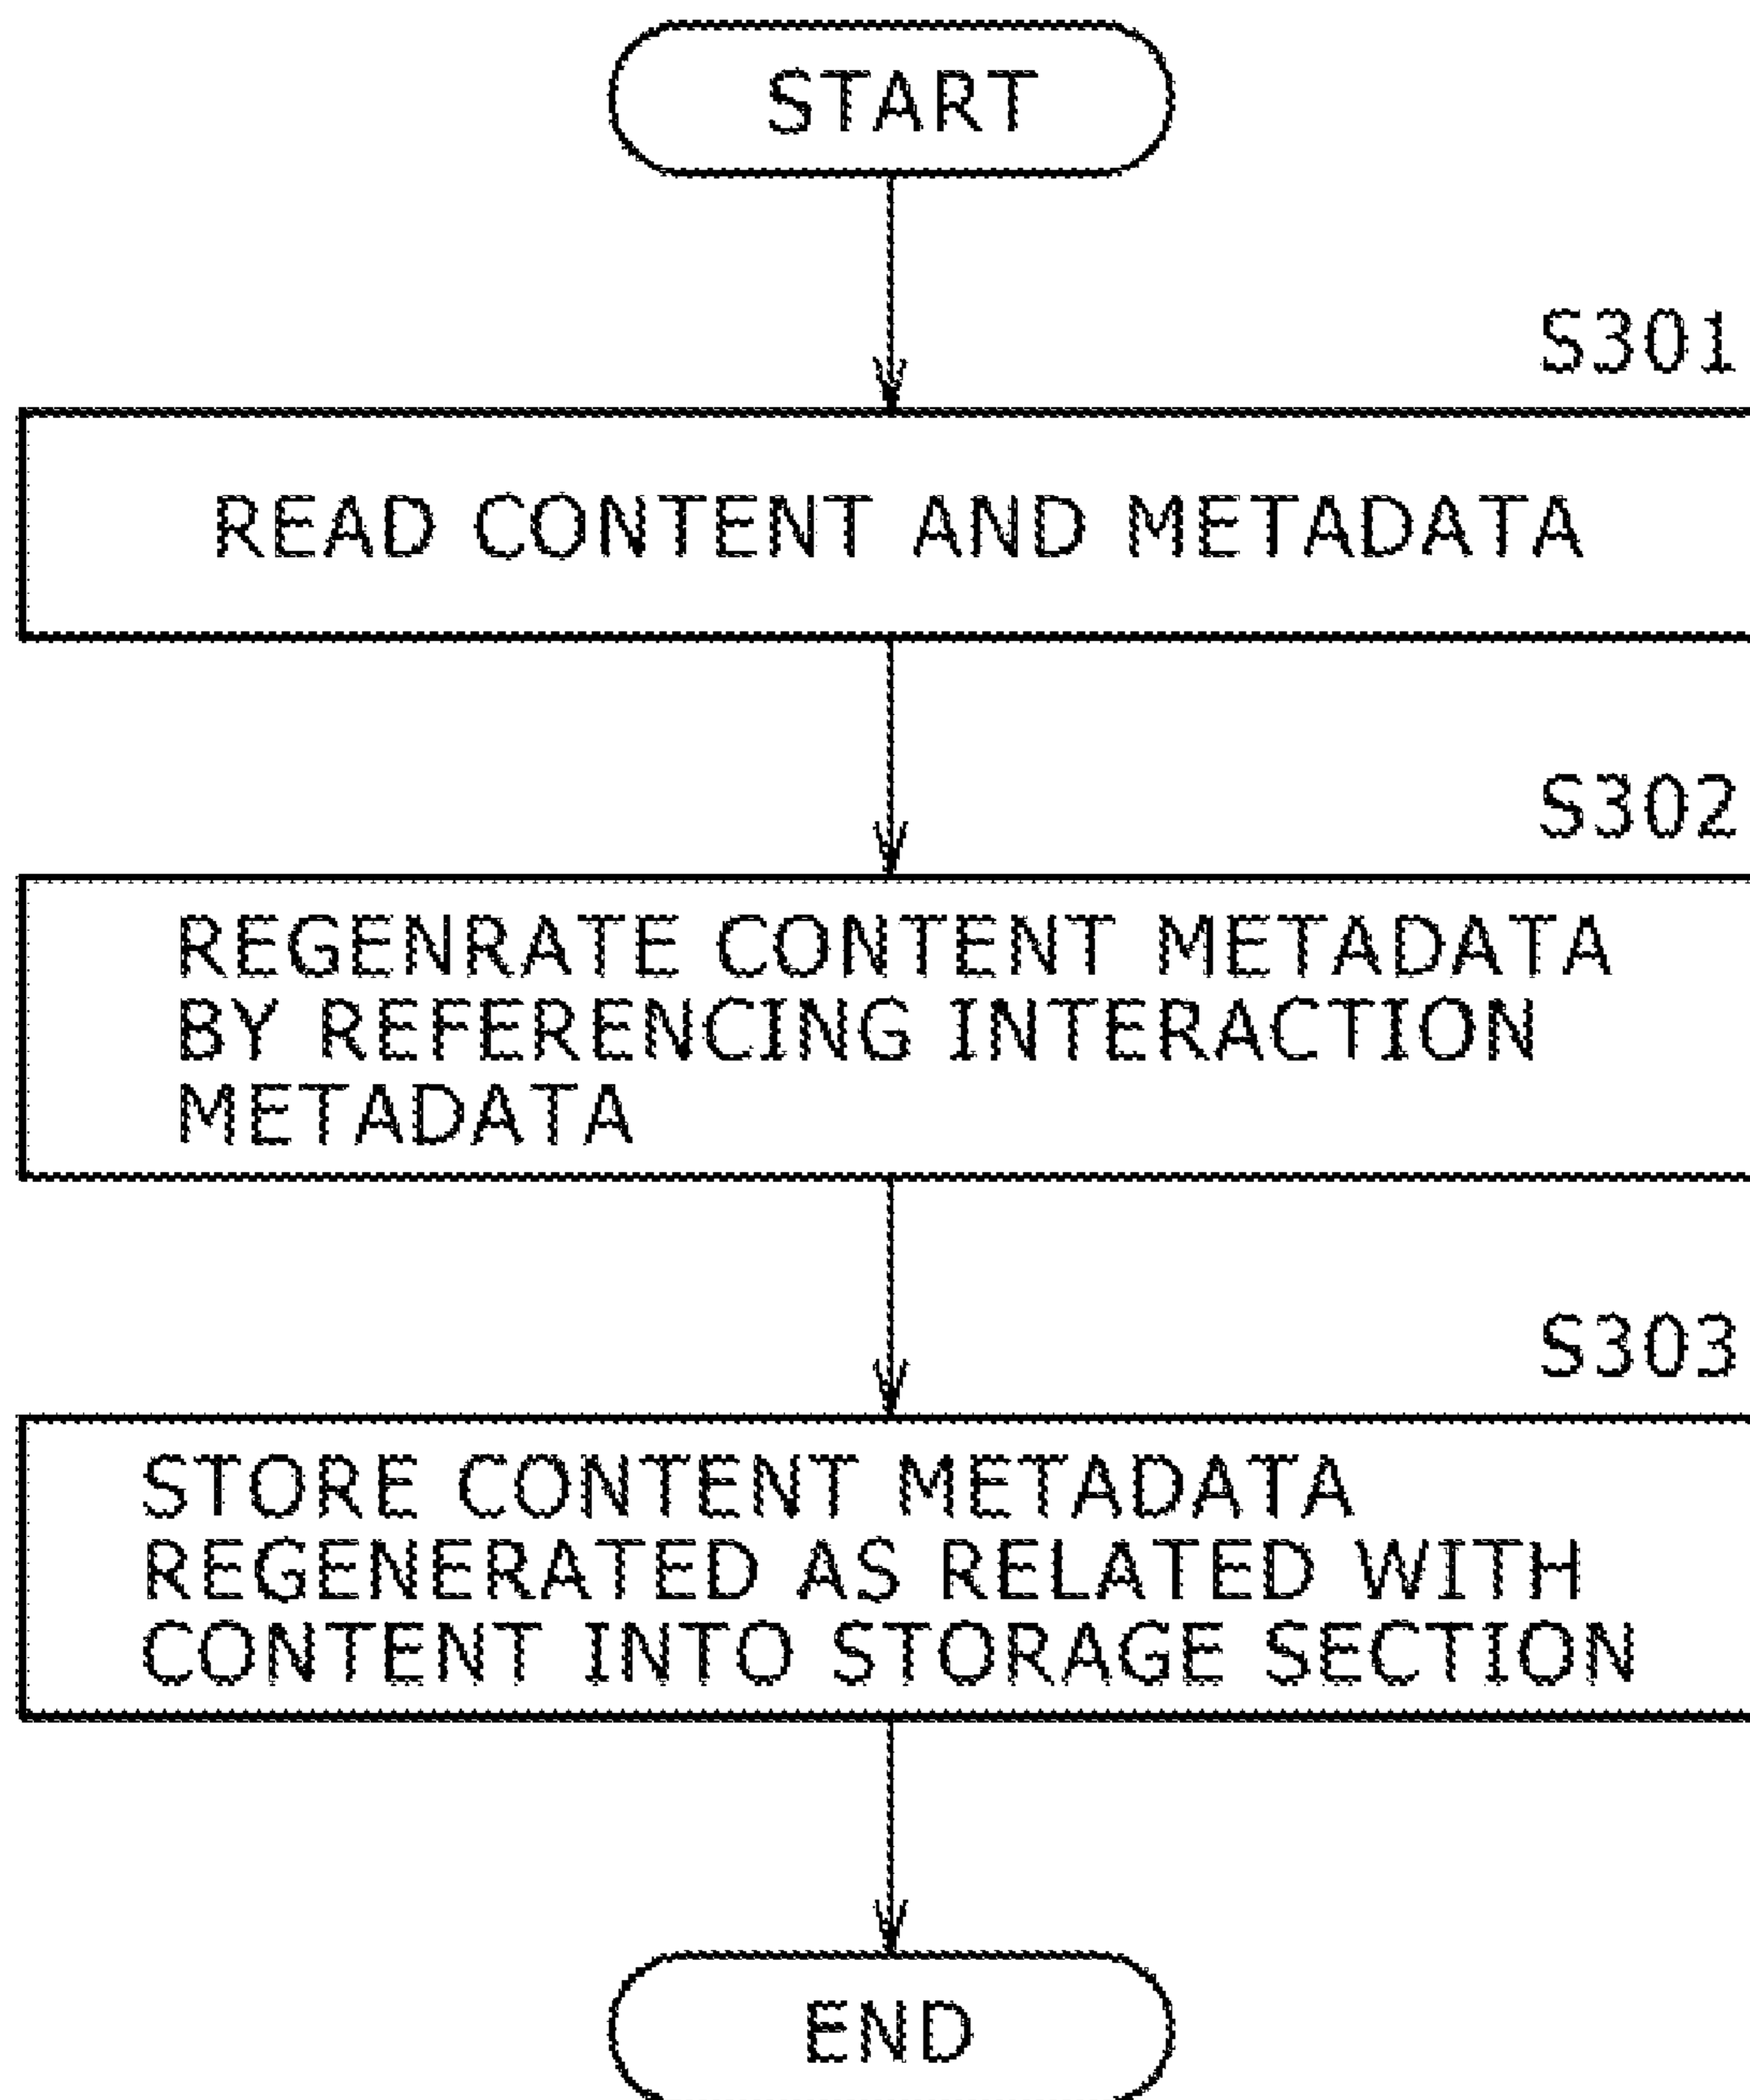 START
S301
READ CONTENT AND METADATA
S302
REGENRATE CONTENT METADATA
BY REFERENCING INTERACTION
METADATA
S303
STORE CONTENT METADATA
REGENERATED AS RELATED WITH
CONTENT INTO STORAGE SECTION
END